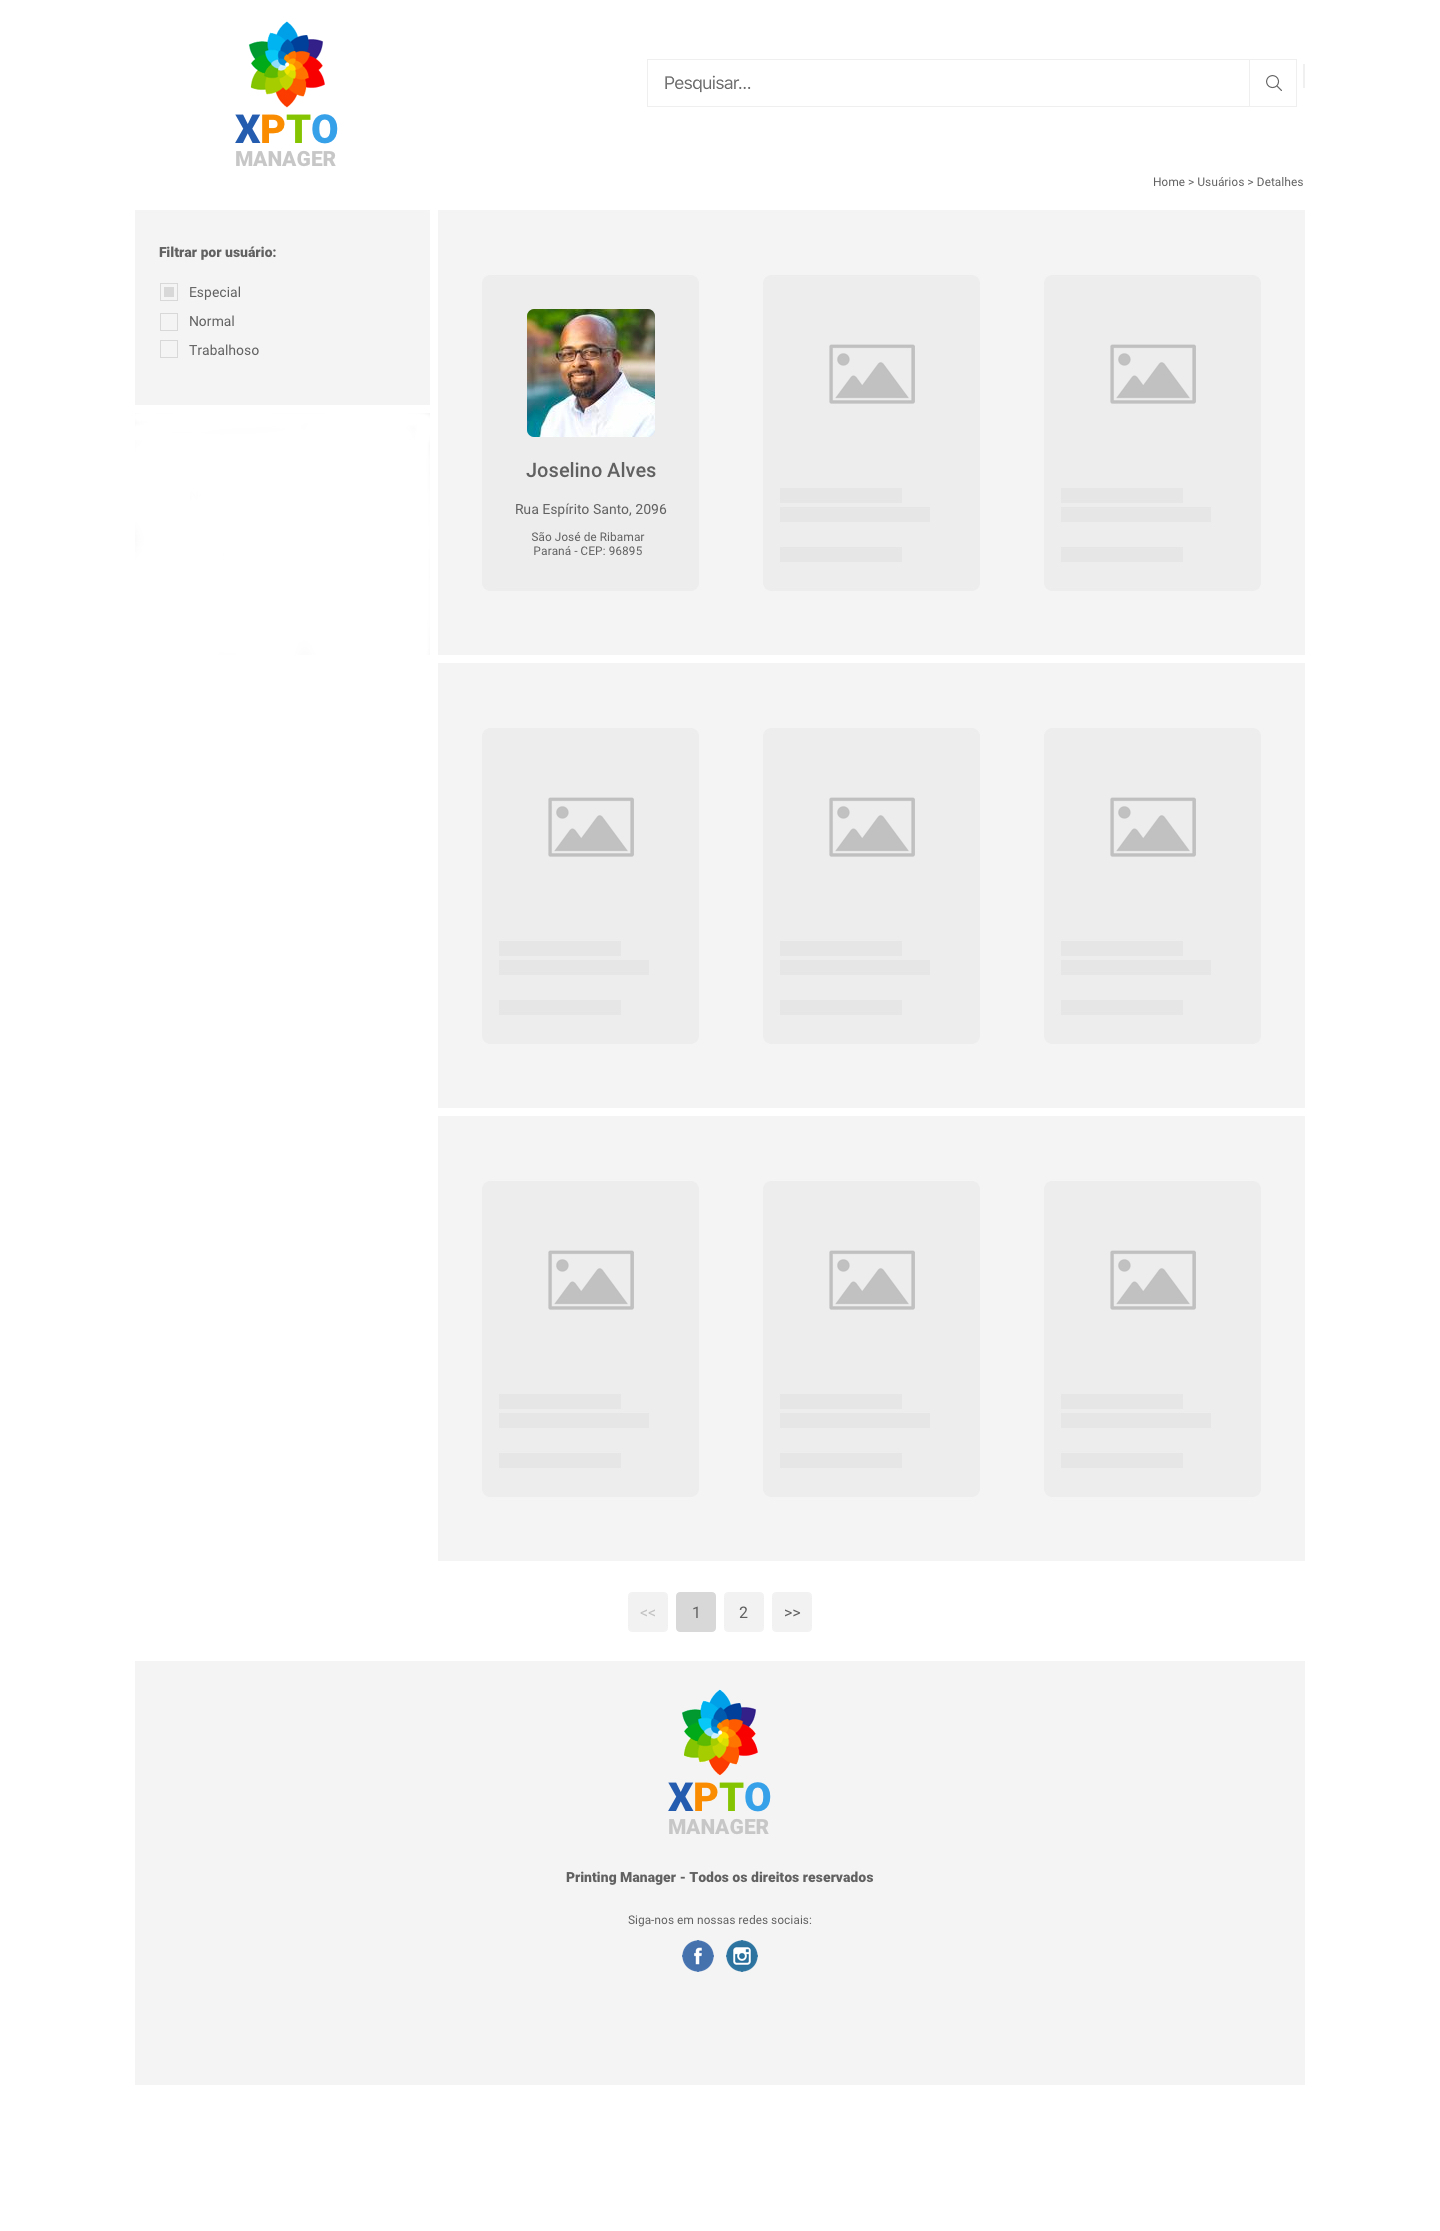 XPTO
MANAGER
Pesquisar...
Home > Usuários > Detalhes
Filtrar por usuário:
Especial
Normal
Trabalhoso
Joselino Alves
Rua Espírito Santo, 2096
São José de Ribamar
Paraná - CEP: 96895
<< 1 2 >>
XPTO
MANAGER
Printing Manager - Todos os direitos reservados
Siga-nos em nossas redes sociais:
f